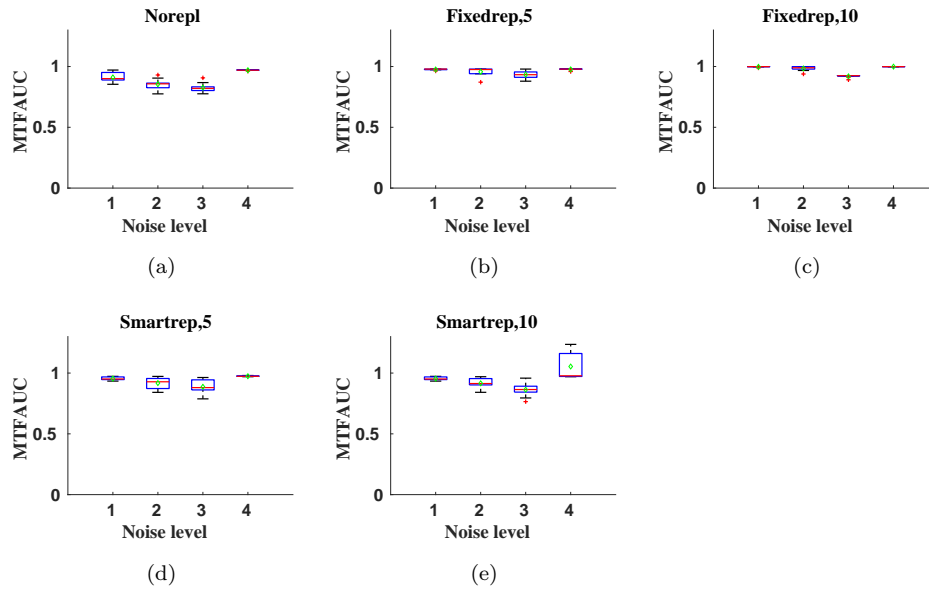 Norepl
MTFAUC
1
0.5
0
1 2 3 4
Noise level
(a)
Fixedrep,5
MTFAUC
1
0.5
0
1 2 3 4
Noise level
(b)
Fixedrep,10
MTFAUC
1
0.5
0
1 2 3 4
Noise level
(c)
Smartrep,5
MTFAUC
1
0.5
0
1 2 3 4
Noise level
(d)
Smartrep,10
MTFAUC
1
0.5
0
1 2 3 4
Noise level
(e)